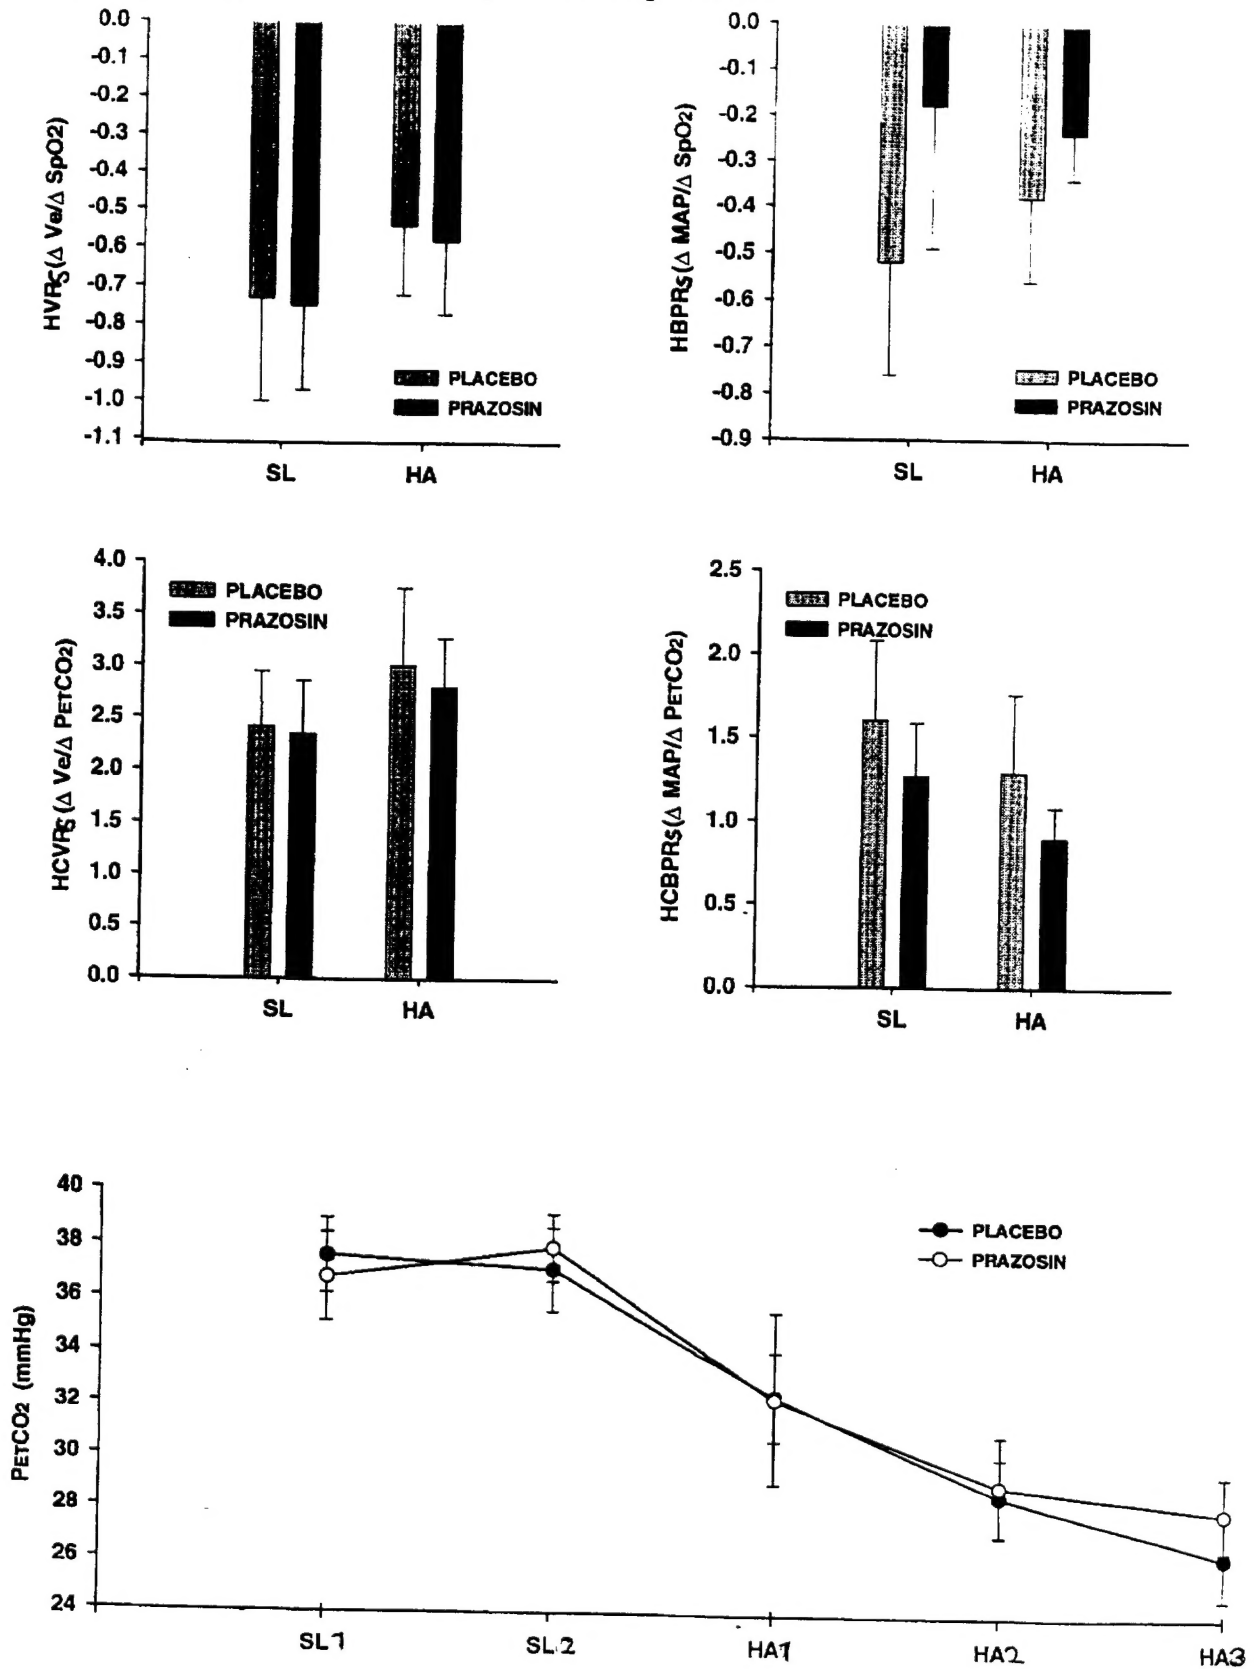 0.0
-0.1
-0.2
-0.3
-0.4
-0.5
-0.6
-0.7
-0.8
-0.9
-1.0
-1.1
HVRS(Δ Ve/Δ SpO2)
PLACEBO
PRAZOSIN
SL HA
0.0
-0.1
-0.2
-0.3
-0.4
-0.5
-0.6
-0.7
-0.8
-0.9
HBPRS(Δ MAP/Δ SpO2)
PLACEBO
PRAZOSIN
SL HA
4.0
3.5
3.0
2.5
2.0
1.5
1.0
0.5
0.0
HCVRS(Δ Ve/Δ PETCO2)
PLACEBO
PRAZOSIN
SL HA
2.5
2.0
1.5
1.0
0.5
0.0
HCBPRS(Δ MAP/Δ PETCO2)
PLACEBO
PRAZOSIN
SL HA
40
38
36
34
32
30
28
26
24
PETCO2 (mmHg)
PLACEBO
PRAZOSIN
SL1 SL2 HA1 HA2 HA3